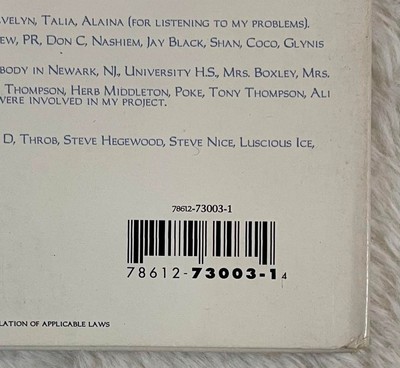 VELYN, TALIA, ALAINA (FOR LISTENING TO MY PROBLEMS).
EW, PR, DON C, NASHIEM, JAY BLACK, SHAN, COCO, GLYNIS
BODY IN NEWARK, NJ., UNIVERSITY H.S., MRS. BOXLEY, MRS.
THOMPSON, HERB MIDDLETON, POKE, TONY THOMPSON, ALI
WERE INVOLVED IN MY PROJECT.
D, THROB, STEVE HEGEWOOD, STEVE NICE, LUSCIOUS ICE,
78612-73003-1
78612-73003-14
LATION OF APPLICABLE LAWS